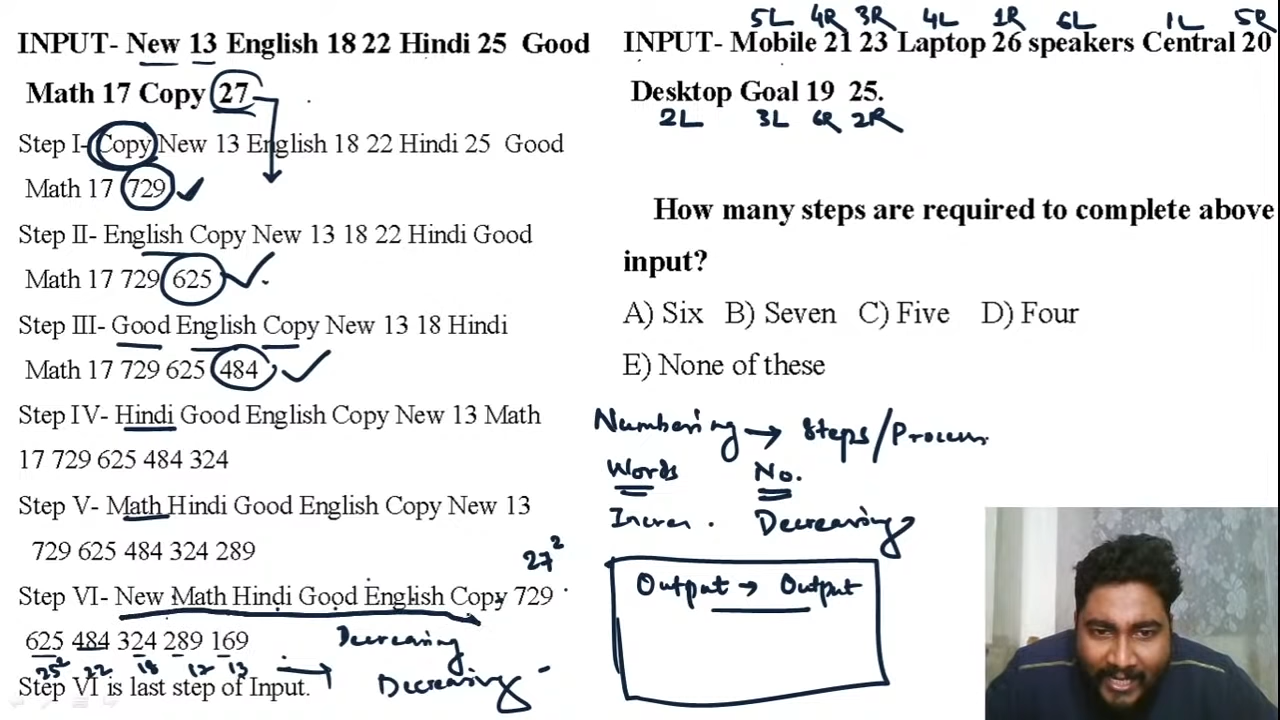 INPUT- New 13 English 18 22 Hindi 25 Good
Math 17 Copy 27
Step I- Copy New 13 English 18 22 Hindi 25 Good
Math 17 729
Step II- English Copy New 13 18 22 Hindi Good
Math 17 729 625
Step III- Good English Copy New 13 18 Hindi
Math 17 729 625 484
Step IV- Hindi Good English Copy New 13 Math
17 729 625 484 324
Step V- Math Hindi Good English Copy New 13
729 625 484 324 289
27²
Step VI- New Math Hindi Good English Copy 729
625 484 324 289 169
25² 22 18 17 13
Decreasing
Decreasing
Step VI is last step of Input.
5L 4R 3R 4L 1R 6L 1L 5R
INPUT- Mobile 21 23 Laptop 26 speakers Central 20
Desktop Goal 19 25.
2L 3L 6R 2R
How many steps are required to complete above
input?
A) Six B) Seven C) Five D) Four
E) None of these
Numbering → Steps/Process
Words No.
Increa . Decreasing
Output → Output